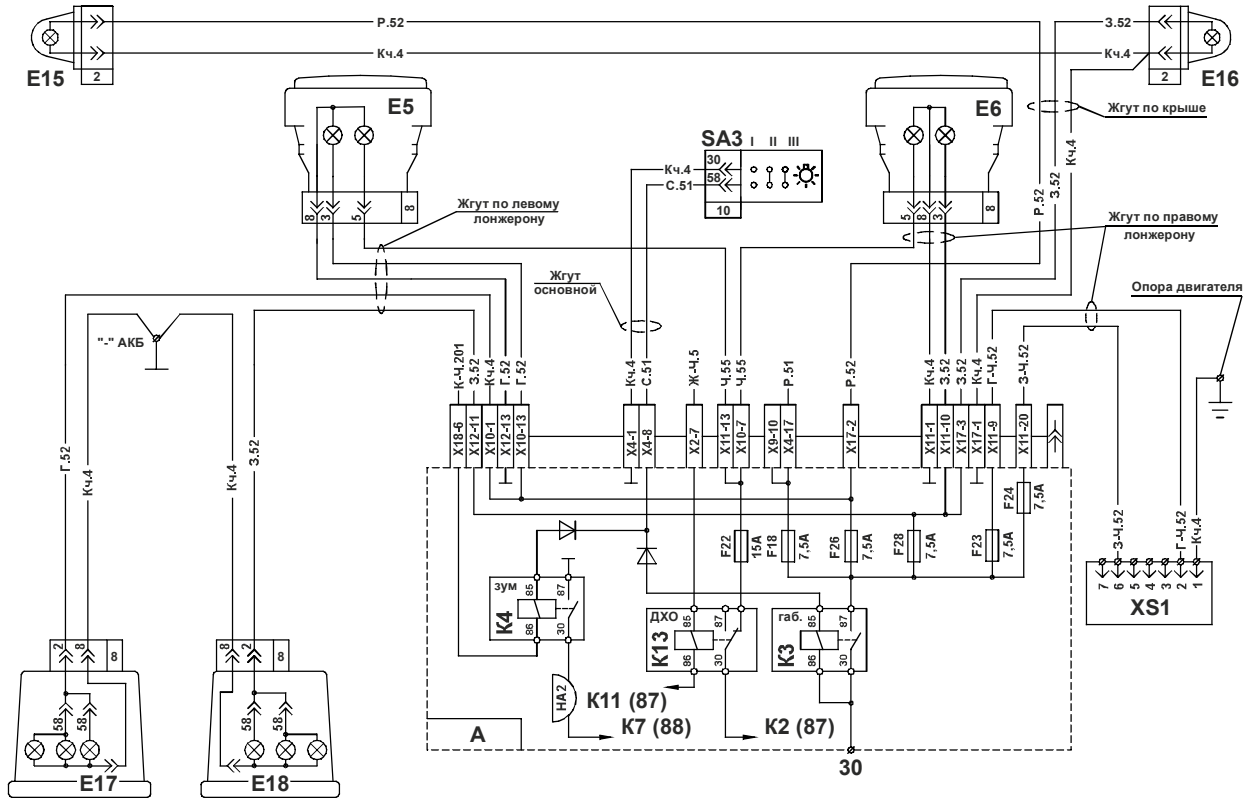 Р.52
З.52
Кч.4
Кч.4
E15
2
2
E16
E5
E6
Жгут по крыше
SA3
I II III
Кч.4
30
С.51
58
10
Кч.4
З.52
Р.52
8
3
5
8
5
8
3
8
Жгут по левому
лонжерону
Жгут по правому
лонжерону
Жгут
основной
Опора двигателя
"-" АКБ
К-Ч.201
З.52
Кч.4
Г.52
Г.52
Кч.4
С.51
Ж-Ч.5
Ч.55
Ч.55
Р.51
Р.52
Кч.4
З.52
З.52
Кч.4
Г-Ч.52
З-Ч.52
X18-6
X12-11
X10-1
X12-13
X10-13
X4-1
X4-8
X2-7
X11-13
X10-7
X9-10
X4-17
X17-2
X11-1
X11-10
X17-3
X17-1
X11-9
X11-20
Г.52
Кч.4
Кч.4
З.52
F24
7,5А
F22
15А
F18
7,5А
F26
7,5А
F28
7,5А
F23
7,5А
З-Ч.52
Г-Ч.52
Кч.4
7
6
5
4
3
2
1
XS1
зум
85
87
K4
86
30
ДХО
85
87
K13
86
30
габ.
85
87
K3
86
30
HA2
K11 (87)
K7 (88)
K2 (87)
A
30
2
8
8
8
2
8
58
58
58
58
E17
E18